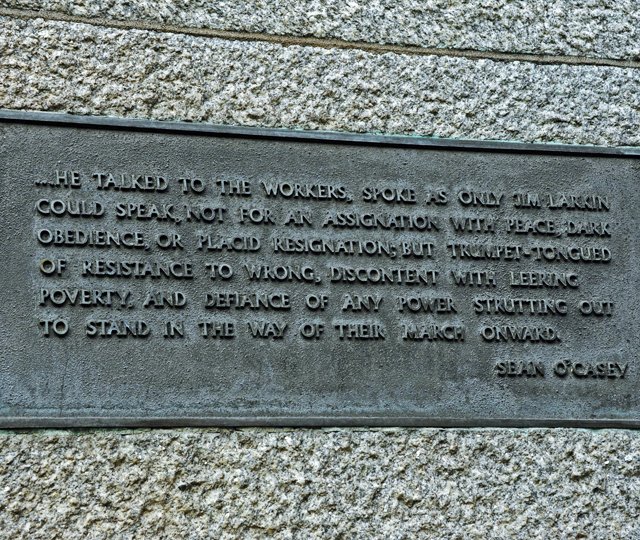 ...HE TALKED TO THE WORKERS, SPOKE AS ONLY JIM LARKIN
COULD SPEAK, NOT FOR AN ASSIGNATION WITH PEACE, DARK
OBEDIENCE, OR PLACID RESIGNATION; BUT TRUMPET-TONGUED
OF RESISTANCE TO WRONG, DISCONTENT WITH LEERING
POVERTY, AND DEFIANCE OF ANY POWER STRUTTING OUT
TO STAND IN THE WAY OF THEIR MARCH ONWARD.
SEAN O'CASEY